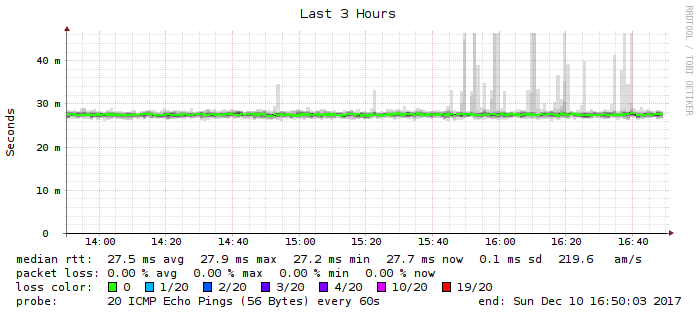 Last 3 Hours
RRDTOOL / TOBI OETIKER
Seconds
40 m
30 m
20 m
10 m
0
14:00 14:20 14:40 15:00 15:20 15:40 16:00 16:20 16:40
median rtt: 27.5 ms avg 27.9 ms max 27.2 ms min 27.7 ms now 0.1 ms sd 219.6 am/s
packet loss: 0.00 % avg 0.00 % max 0.00 % min 0.00 % now
loss color: 0 1/20 2/20 3/20 4/20 10/20 19/20
probe: 20 ICMP Echo Pings (56 Bytes) every 60s end: Sun Dec 10 16:50:03 2017